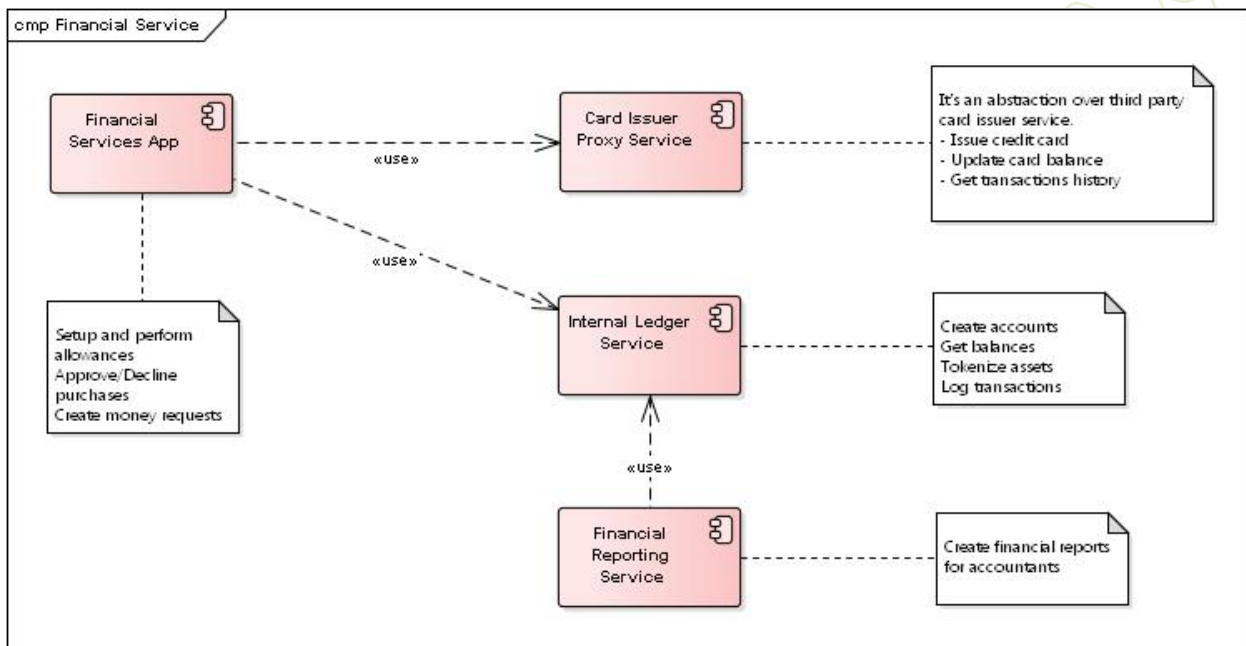 cmp Financial Service
Financial
Services App
«use»
Card Issuer
Proxy Service
It's an abstraction over third party
card issuer service.
- Issue credit card
- Update card balance
- Get transactions history
«use»
Setup and perform
allowances
Approve/Decline
purchases
Create money requests
Internal Ledger
Service
Create accounts
Get balances
Tokenize assets
Log transactions
«use»
Financial
Reporting
Service
Create financial reports
for accountants